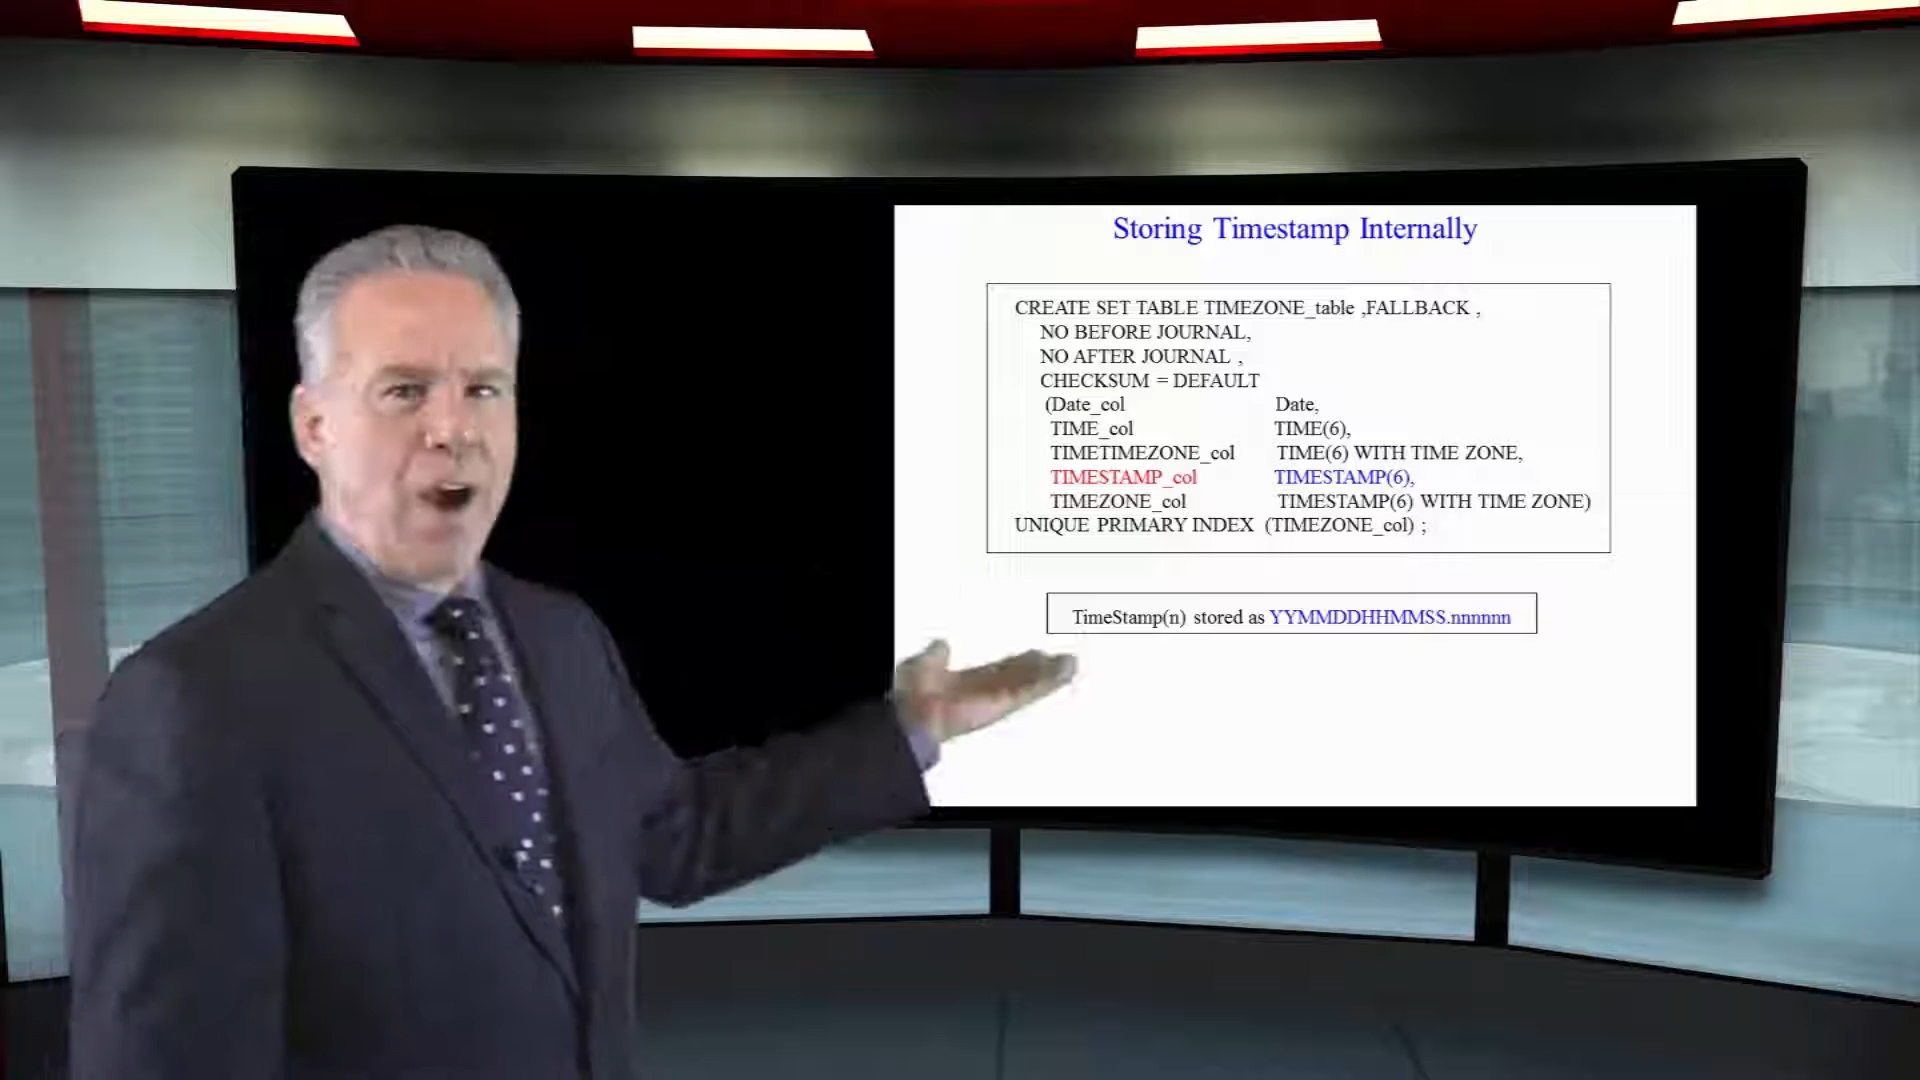 Storing Timestamp Internally
CREATE SET TABLE TIMEZONE_table ,FALLBACK ,
NO BEFORE JOURNAL,
NO AFTER JOURNAL ,
CHECKSUM = DEFAULT
(Date_col Date,
TIME_col TIME(6),
TIMETIMEZONE_col TIME(6) WITH TIME ZONE,
TIMESTAMP_col TIMESTAMP(6),
TIMEZONE_col TIMESTAMP(6) WITH TIME ZONE)
UNIQUE PRIMARY INDEX (TIMEZONE_col) ;
TimeStamp(n) stored as YYMMDDHHMMSS.nnnnnn